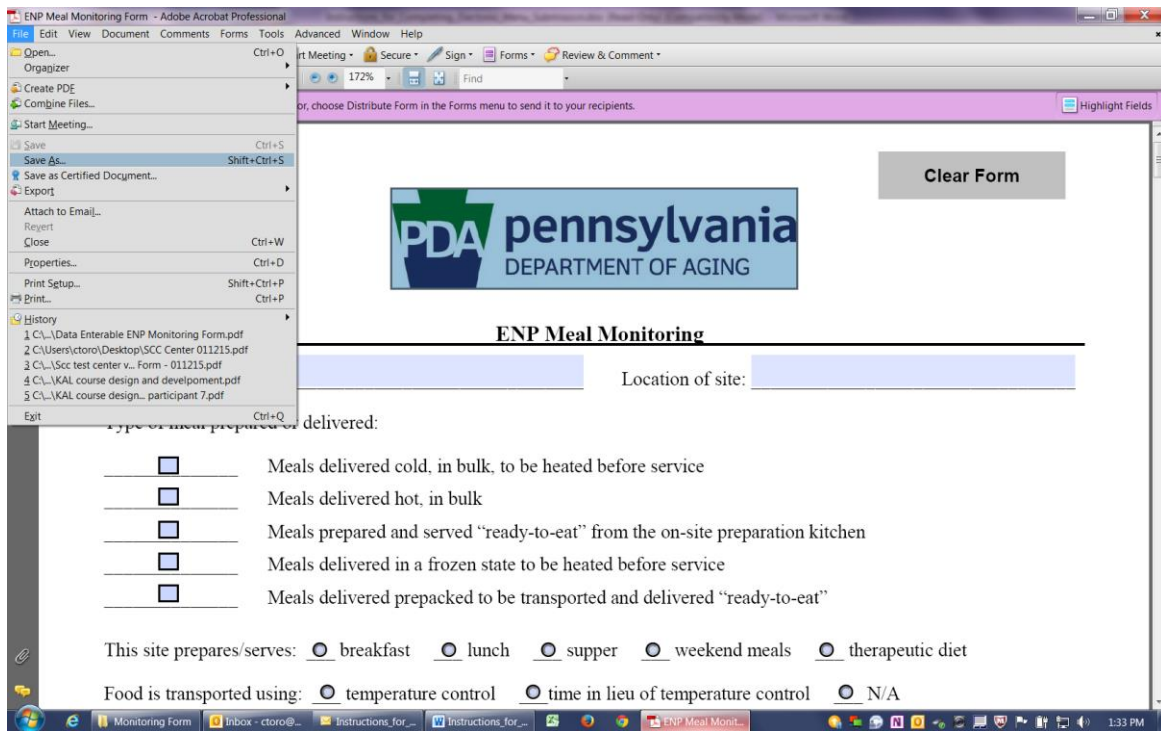 ENP Meal Monitoring Form - Adobe Acrobat Professional
File Edit View Document Comments Forms Tools Advanced Window Help
Open... Ctrl+O
Organizer
Create PDF
Combine Files...
Start Meeting...
Save Ctrl+S
Save As... Shift+Ctrl+S
Save as Certified Document...
Export
Attach to Email...
Revert
Close Ctrl+W
Properties... Ctrl+D
Print Setup... Shift+Ctrl+P
Print... Ctrl+P
History
1 C:\...\Data Enterable ENP Monitoring Form.pdf
2 C:\Users\ctoro\Desktop\SCC Center 011215.pdf
3 C:\...\Scc test center v... Form - 011215.pdf
4 C:\...\KAL course design and develpoment.pdf
5 C:\...\KAL course design... participant 7.pdf
Exit Ctrl+Q
rt Meeting Secure Sign Forms Review & Comment
172% Find
or, choose Distribute Form in the Forms menu to send it to your recipients.
Highlight Fields
Clear Form
PDA pennsylvania
DEPARTMENT OF AGING
ENP Meal Monitoring
Location of site:
Type of meal prepared or delivered:
Meals delivered cold, in bulk, to be heated before service
Meals delivered hot, in bulk
Meals prepared and served “ready-to-eat” from the on-site preparation kitchen
Meals delivered in a frozen state to be heated before service
Meals delivered prepacked to be transported and delivered “ready-to-eat”
This site prepares/serves: breakfast lunch supper weekend meals therapeutic diet
Food is transported using: temperature control time in lieu of temperature control N/A
Monitoring Form Inbox - ctoro@... Instructions_for_... Instructions_for_... ENP Meal Monit... 1:33 PM